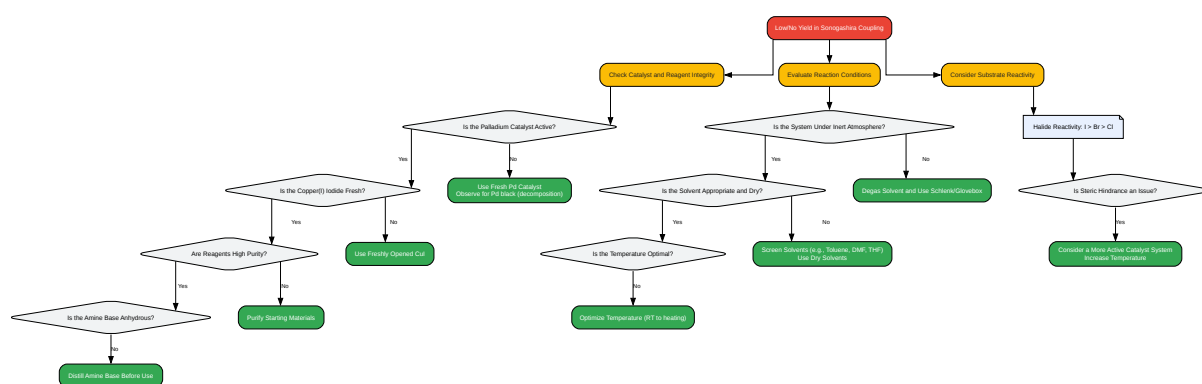 Low/No Yield in Sonogashira Coupling
Check Catalyst and Reagent Integrity
Evaluate Reaction Conditions
Consider Substrate Reactivity
Is the Palladium Catalyst Active?
Is the System Under Inert Atmosphere?
Halide Reactivity: I > Br > Cl
Yes
No
Yes
No
Is the Copper(I) Iodide Fresh?
Use Fresh Pd Catalyst
Observe for Pd black (decomposition)
Is the Solvent Appropriate and Dry?
Degas Solvent and Use Schlenk/Glovebox
Is Steric Hindrance an Issue?
Yes
No
Yes
No
Yes
Are Reagents High Purity?
Use Freshly Opened CuI
Is the Temperature Optimal?
Screen Solvents (e.g., Toluene, DMF, THF)
Use Dry Solvents
Consider a More Active Catalyst System
Increase Temperature
Yes
No
No
Is the Amine Base Anhydrous?
Purify Starting Materials
Optimize Temperature (RT to heating)
No
Distill Amine Base Before Use